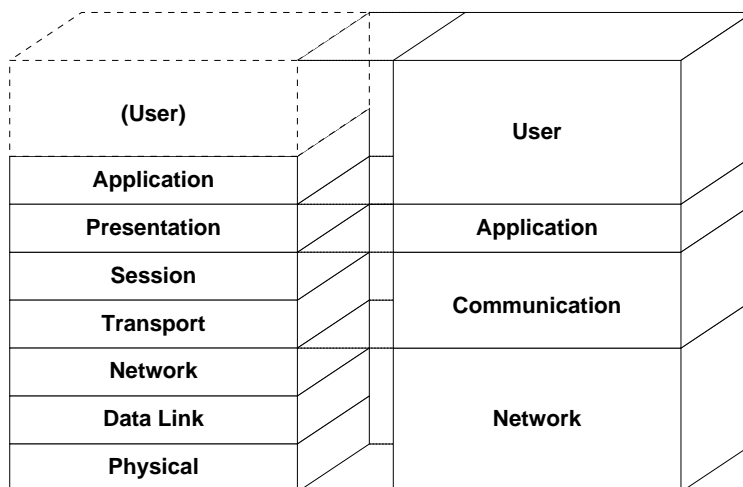 (User)
Application
Presentation
Session
Transport
Network
Data Link
Physical
User
Application
Communication
Network